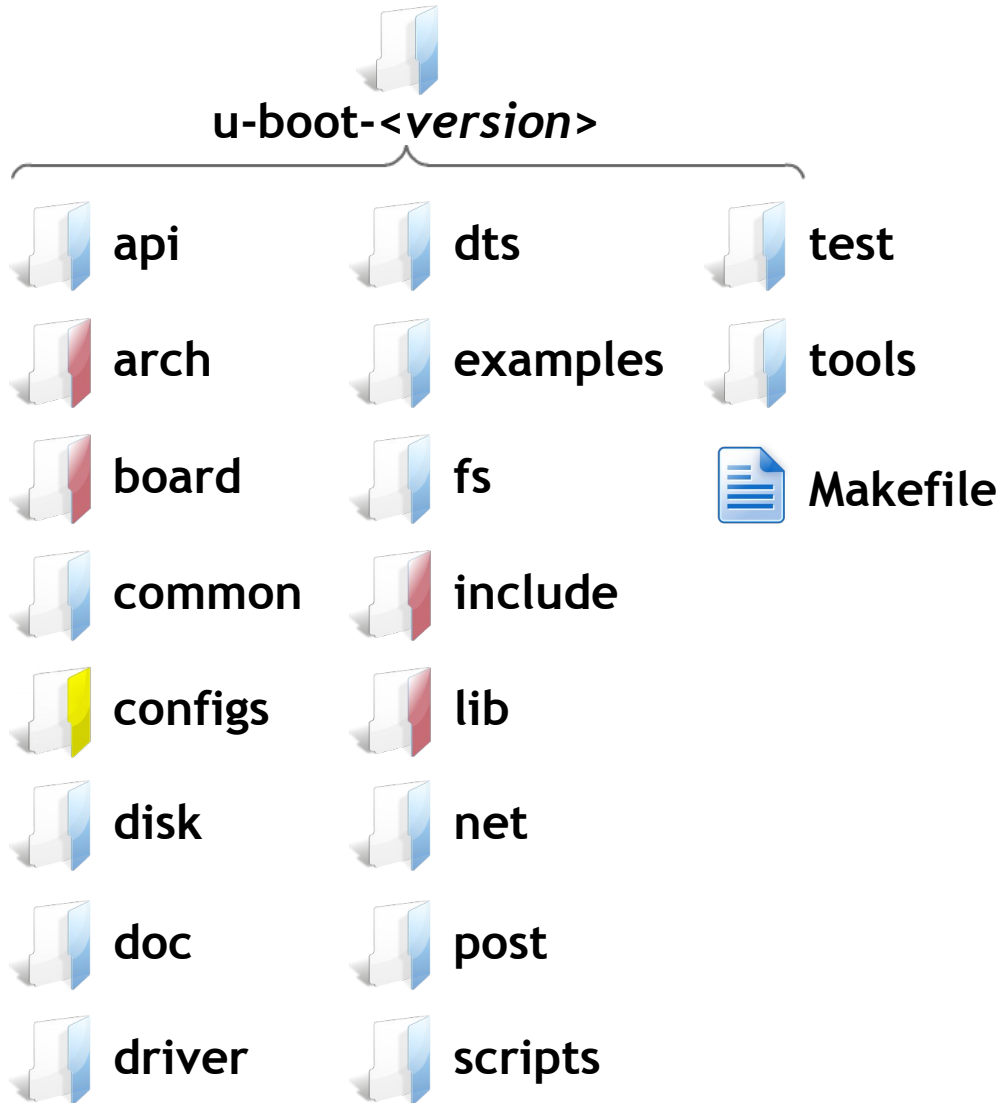 u-boot-<version>
api
arch
board
common
configs
disk
doc
driver
dts
examples
fs
include
lib
net
post
scripts
test
tools
Makefile